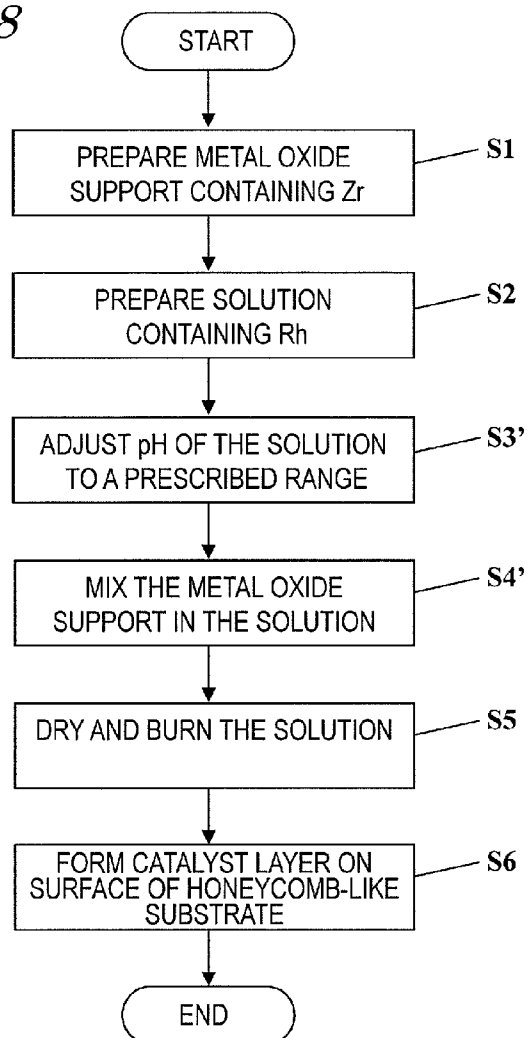 8
START
PREPARE METAL OXIDE
SUPPORT CONTAINING Zr
S1
PREPARE SOLUTION
CONTAINING Rh
S2
ADJUST pH OF THE SOLUTION
TO A PRESCRIBED RANGE
S3'
MIX THE METAL OXIDE
SUPPORT IN THE SOLUTION
S4'
DRY AND BURN THE SOLUTION
S5
FORM CATALYST LAYER ON
SURFACE OF HONEYCOMB-LIKE
SUBSTRATE
S6
END